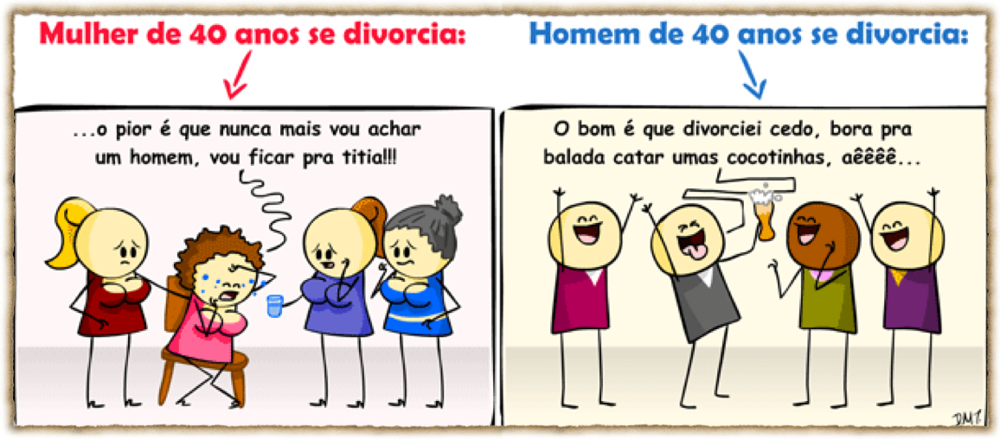 Mulher de 40 anos se divorcia:
Homem de 40 anos se divorcia:
...o pior é que nunca mais vou achar
um homem, vou ficar pra titia!!!
O bom é que divorciei cedo, bora pra
balada catar umas cocotinhas, aêêêê...